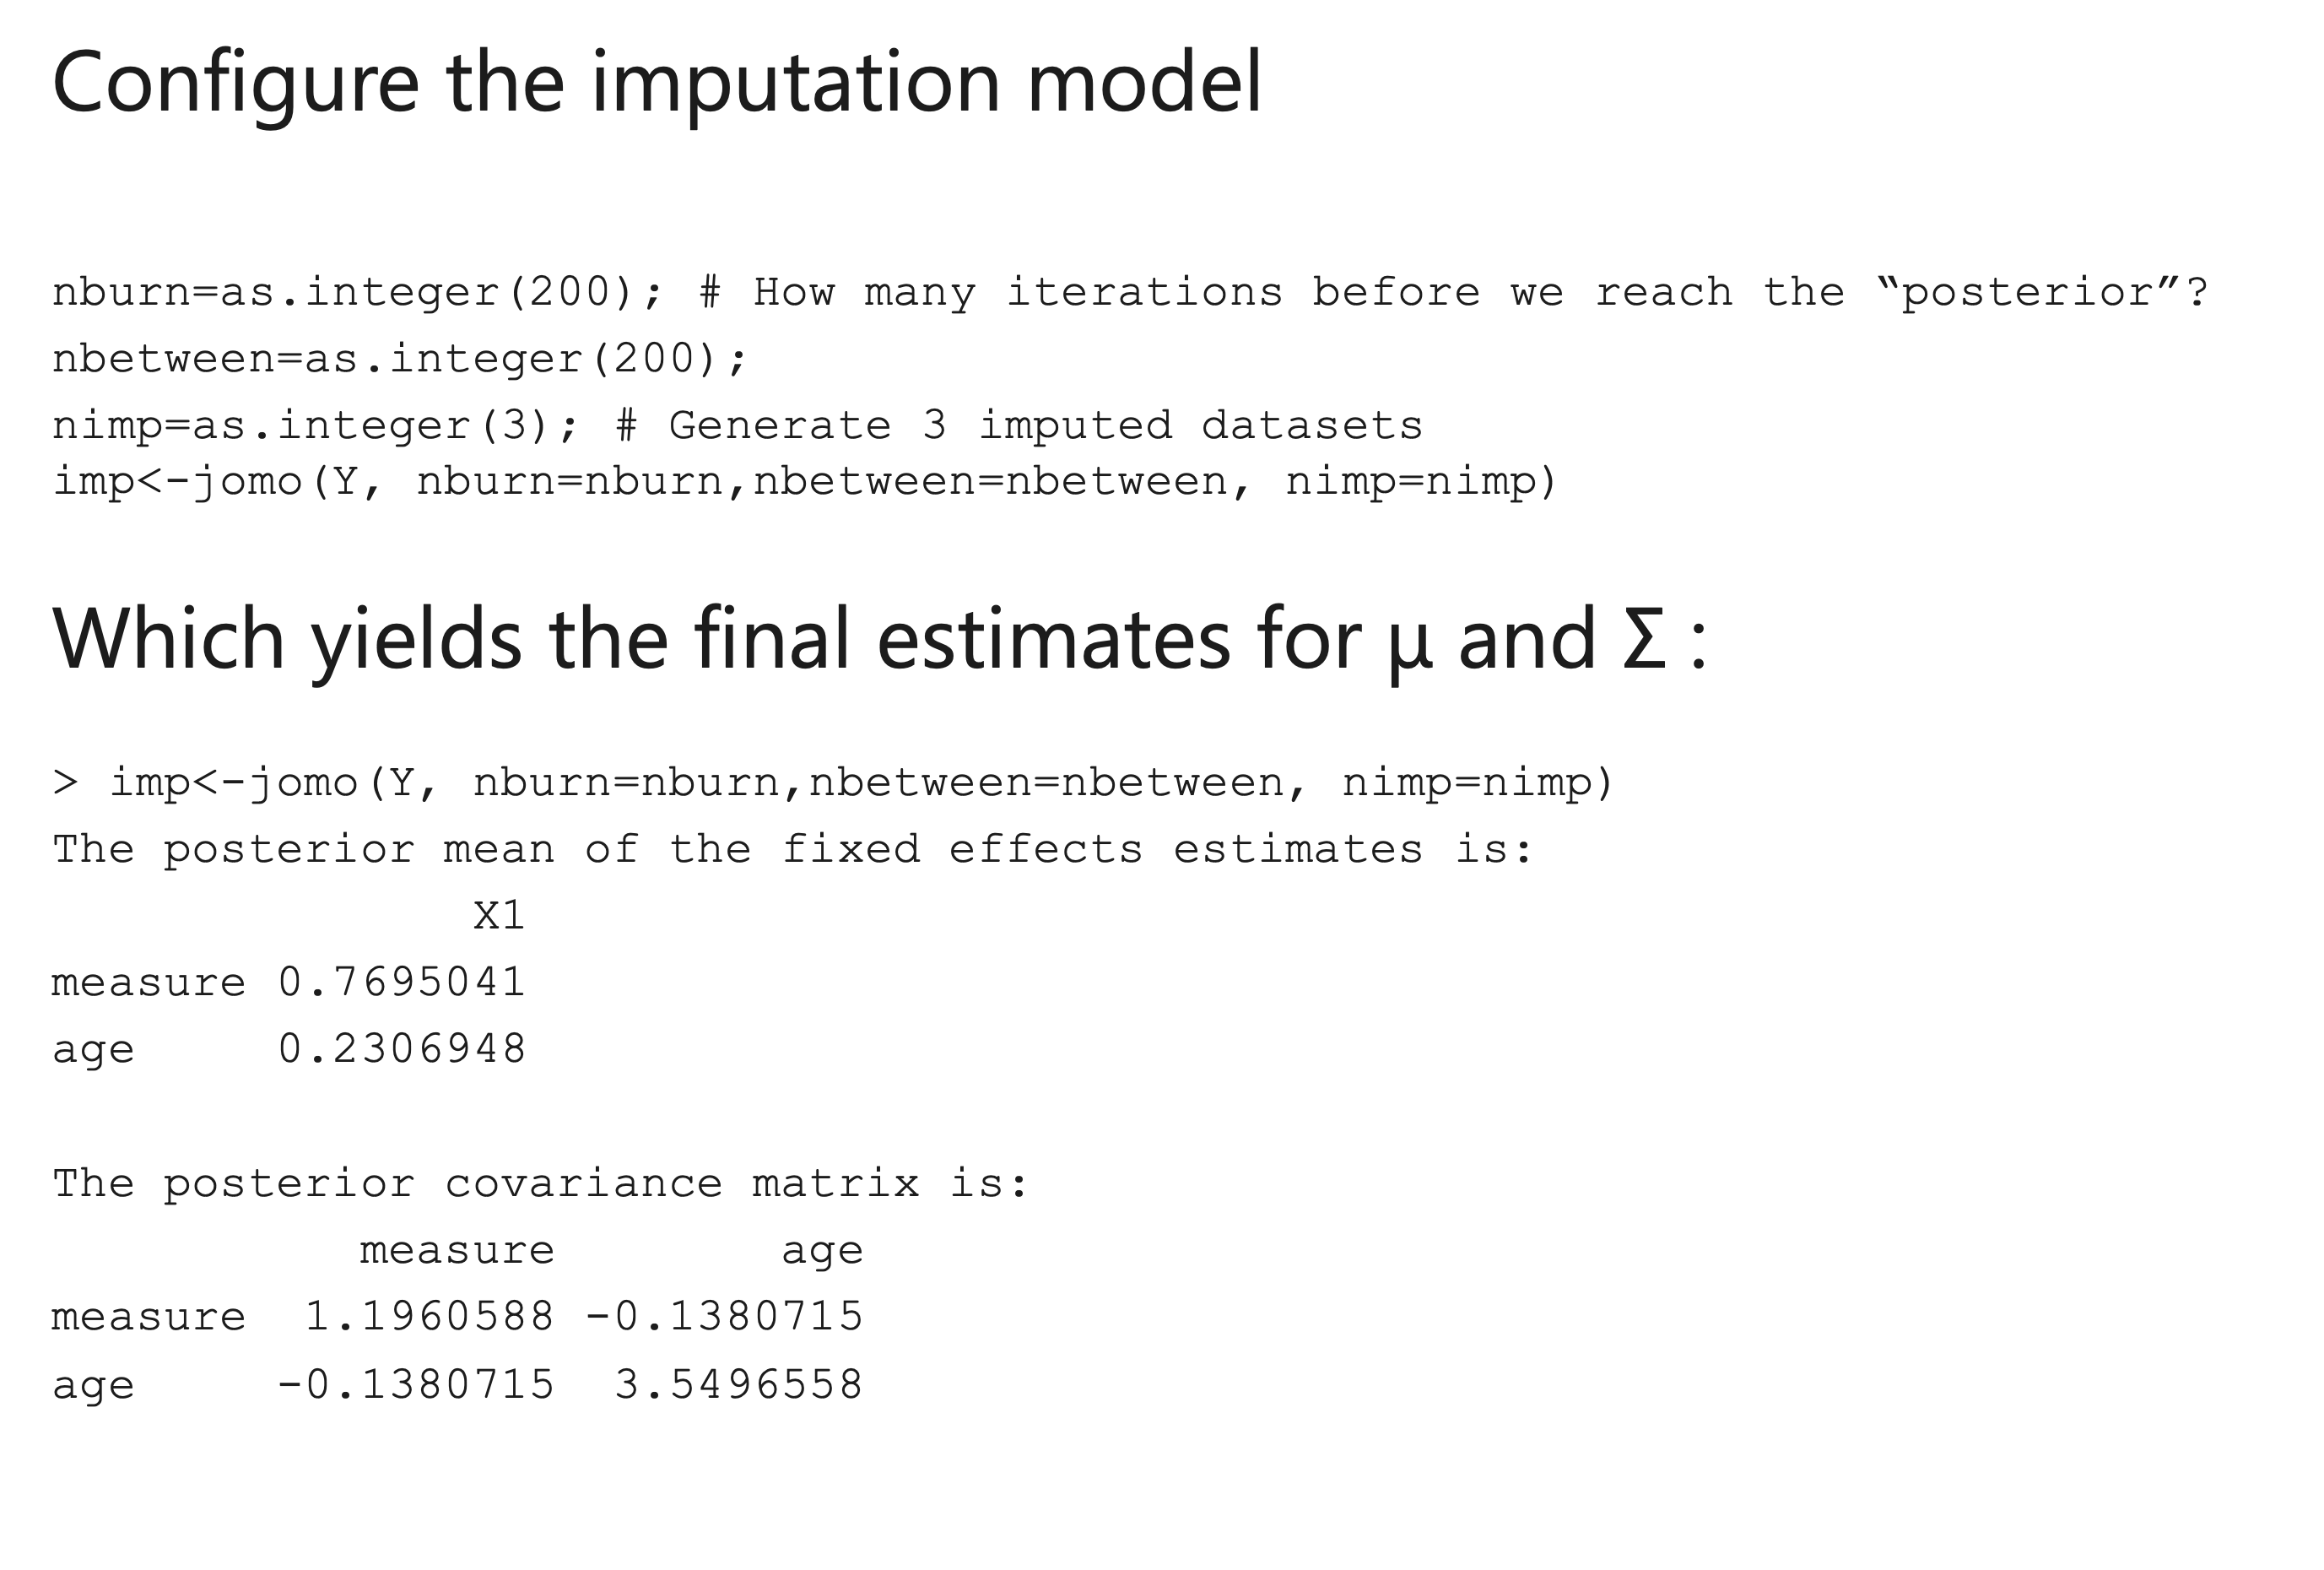 Configure the imputation model
nburn=as.integer(200); # How many iterations before we reach the “posterior”?
nbetween=as.integer(200);
nimp=as.integer(3); # Generate 3 imputed datasets
imp<-jomo(Y, nburn=nburn,nbetween=nbetween, nimp=nimp)
Which yields the final estimates for µ and Σ :
> imp<-jomo(Y, nburn=nburn,nbetween=nbetween, nimp=nimp)
The posterior mean of the fixed effects estimates is:
               X1
measure 0.7695041
age     0.2306948
The posterior covariance matrix is:
           measure        age
measure  1.1960588 -0.1380715
age     -0.1380715  3.5496558